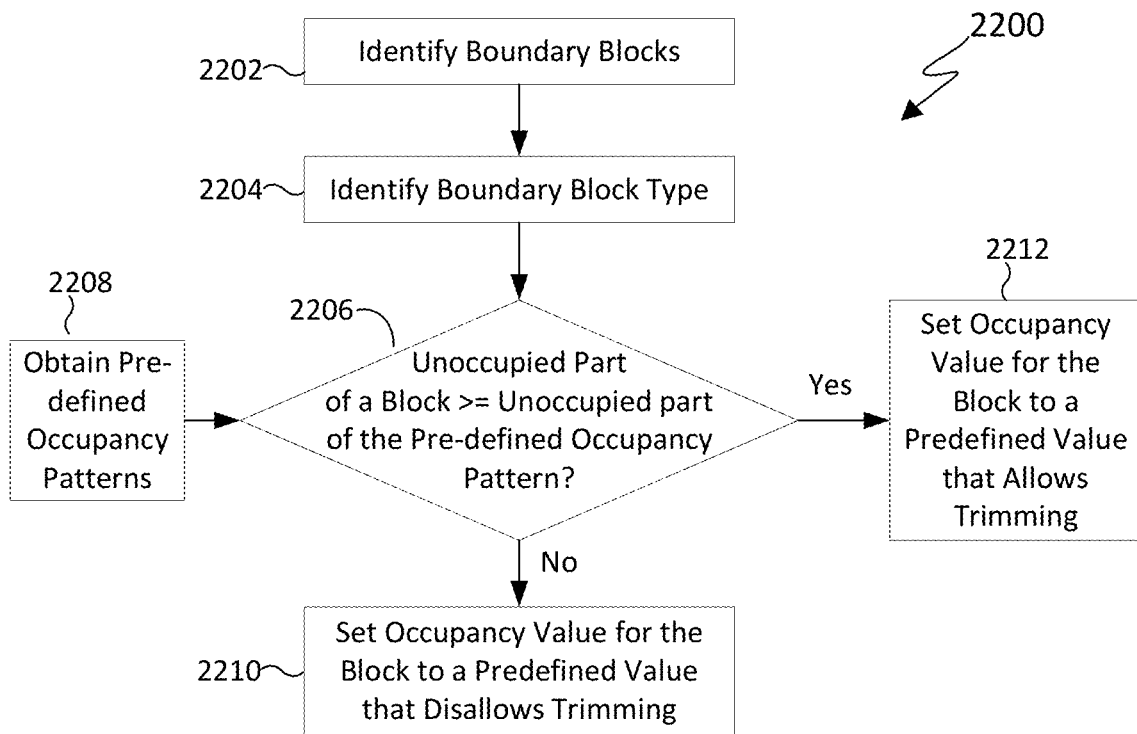 2200
2202
Identify Boundary Blocks
2204
Identify Boundary Block Type
2208
Obtain Pre-
defined
Occupancy
Patterns
2206
Unoccupied Part
of a Block >= Unoccupied part
of the Pre-defined Occupancy
Pattern?
Yes
2212
Set Occupancy
Value for the
Block to a
Predefined Value
that Allows
Trimming
No
2210
Set Occupancy Value for the
Block to a Predefined Value
that Disallows Trimming